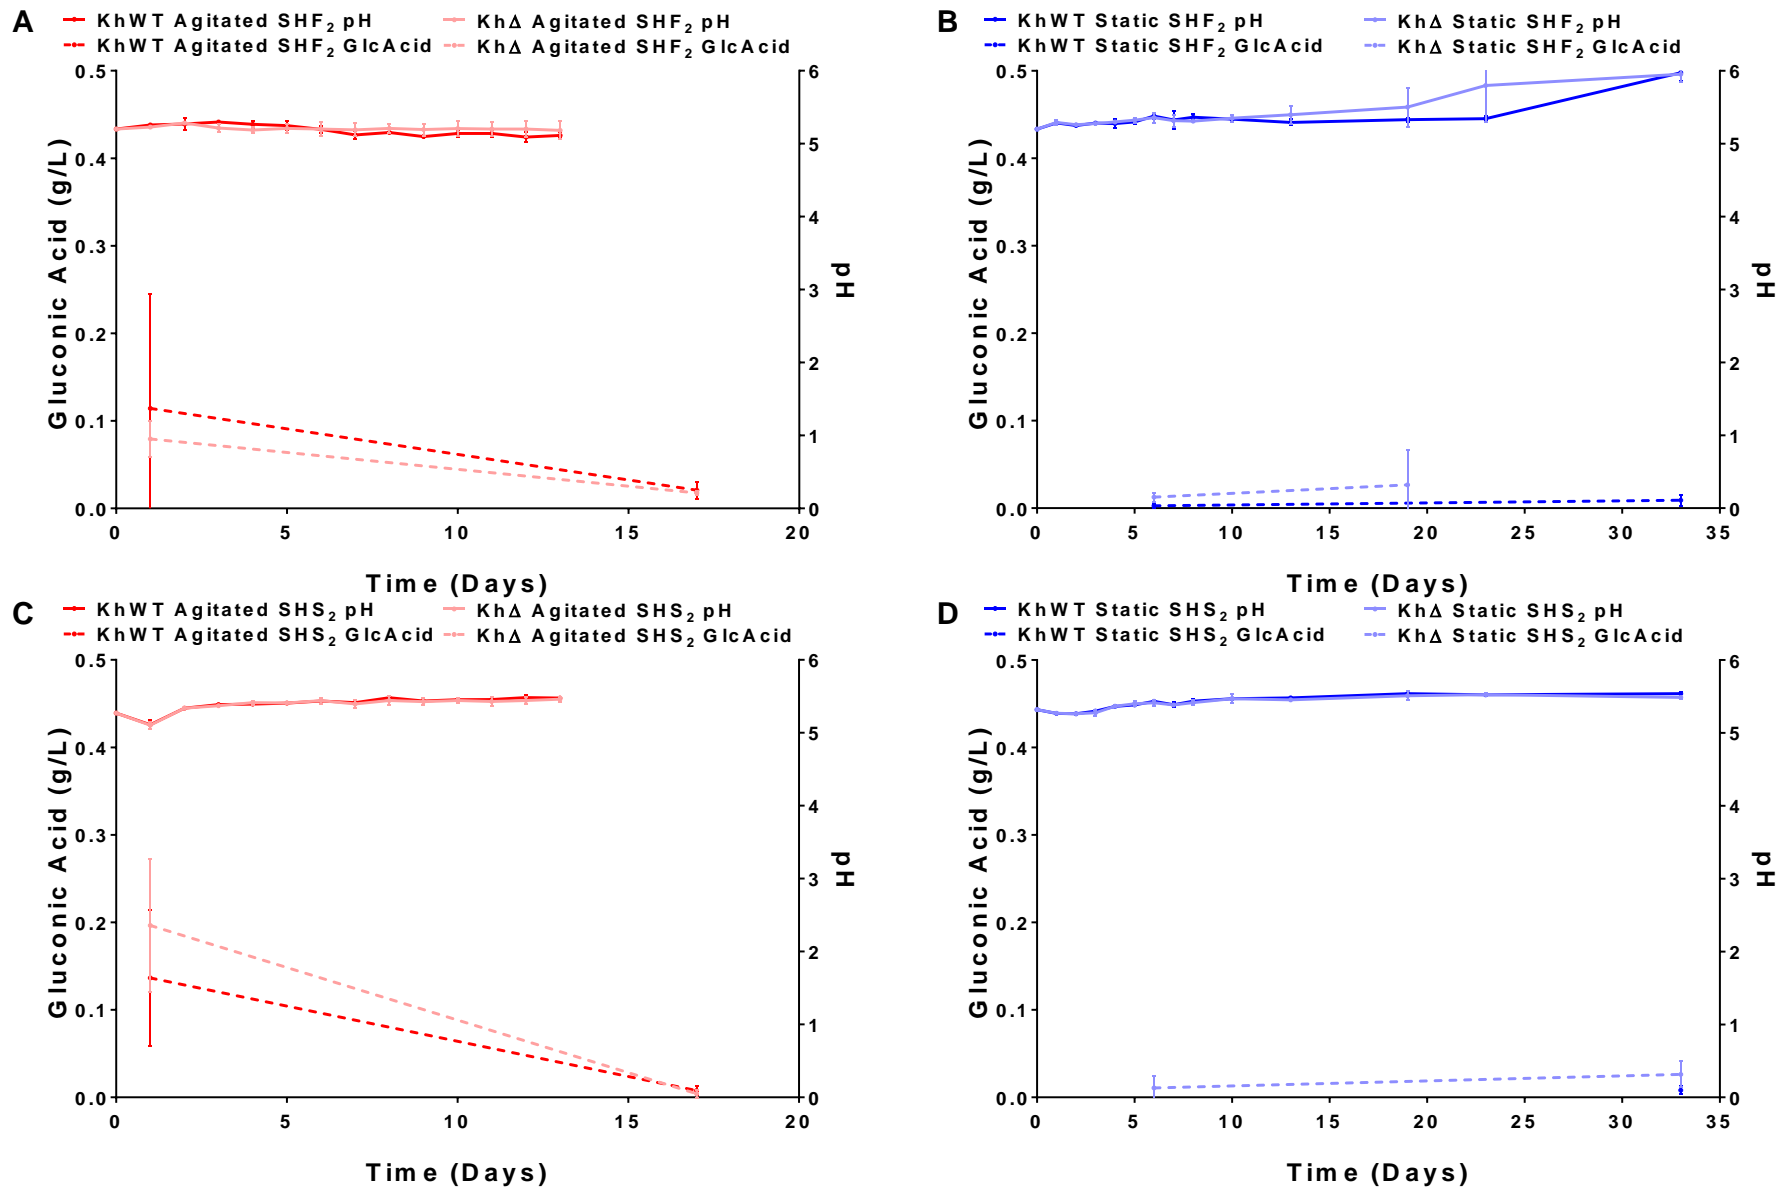 A
KhWT Agitated SHF2 pH
KhΔ Agitated SHF2 pH
KhWT Agitated SHF2 GlcAcid
KhΔ Agitated SHF2 GlcAcid
0.5
0.4
0.3
0.2
0.1
0.0
Gluconic Acid (g/L)
6
5
4
3
2
1
0
pH
0 5 10 15 20
Time (Days)
B
KhWT Static SHF2 pH
KhΔ Static SHF2 pH
KhWT Static SHF2 GlcAcid
KhΔ Static SHF2 GlcAcid
0.5
0.4
0.3
0.2
0.1
0.0
Gluconic Acid (g/L)
6
5
4
3
2
1
0
pH
0 5 10 15 20 25 30 35
Time (Days)
C
KhWT Agitated SHS2 pH
KhΔ Agitated SHS2 pH
KhWT Agitated SHS2 GlcAcid
KhΔ Agitated SHS2 GlcAcid
0.5
0.4
0.3
0.2
0.1
0.0
Gluconic Acid (g/L)
6
5
4
3
2
1
0
pH
0 5 10 15 20
Time (Days)
D
KhWT Static SHS2 pH
KhΔ Static SHS2 pH
KhWT Static SHS2 GlcAcid
KhΔ Static SHS2 GlcAcid
0.5
0.4
0.3
0.2
0.1
0.0
Gluconic Acid (g/L)
6
5
4
3
2
1
0
pH
0 5 10 15 20 25 30 35
Time (Days)